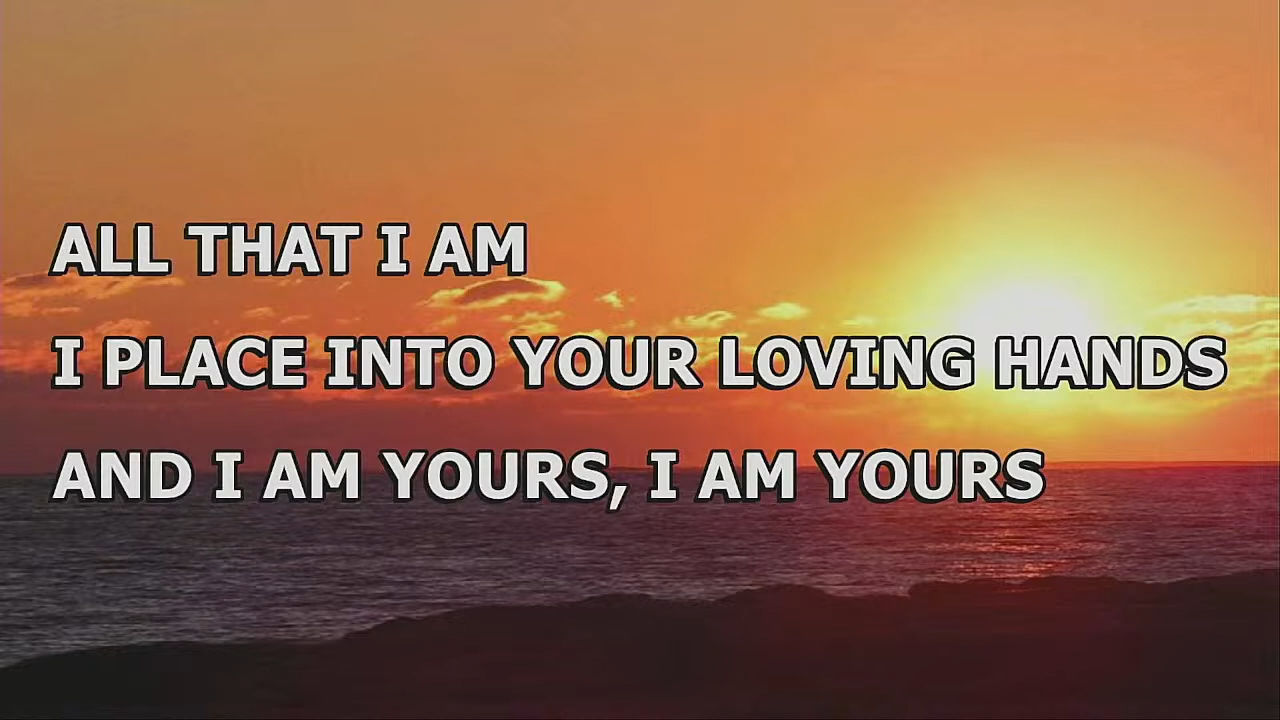 ALL THAT I AM
I PLACE INTO YOUR LOVING HANDS
AND I AM YOURS, I AM YOURS